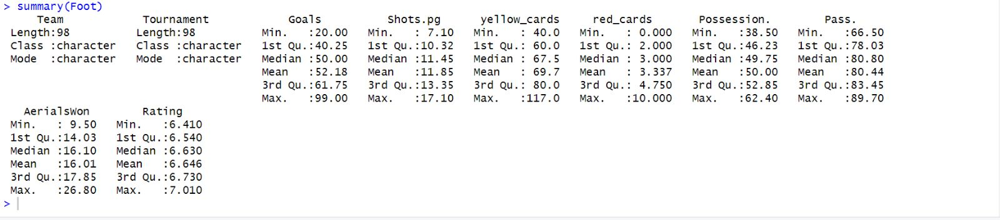 > summary(Foot)
Team Tournament Goals Shots.pg yellow_cards red_cards Possession. Pass.
Length:98 Length:98 Min. :20.00 Min. : 7.10 Min. : 40.0 Min. : 0.000 Min. :38.50 Min. :66.50
Class :character Class :character 1st Qu.:40.25 1st Qu.:10.32 1st Qu.: 60.0 1st Qu.: 2.000 1st Qu.:46.23 1st Qu.:78.03
Mode :character Mode :character Median :50.00 Median :11.45 Median : 67.5 Median : 3.000 Median :49.75 Median :80.80
Mean :52.18 Mean :11.85 Mean : 69.7 Mean : 3.337 Mean :50.00 Mean :80.44
3rd Qu.:61.75 3rd Qu.:13.35 3rd Qu.: 80.0 3rd Qu.: 4.750 3rd Qu.:52.85 3rd Qu.:83.45
Max. :99.00 Max. :17.10 Max. :117.0 Max. :10.000 Max. :62.40 Max. :89.70
AerialsWon Rating
Min. : 9.50 Min. :6.410
1st Qu.:14.03 1st Qu.:6.540
Median :16.10 Median :6.630
Mean :16.01 Mean :6.646
3rd Qu.:17.85 3rd Qu.:6.730
Max. :26.80 Max. :7.010
>